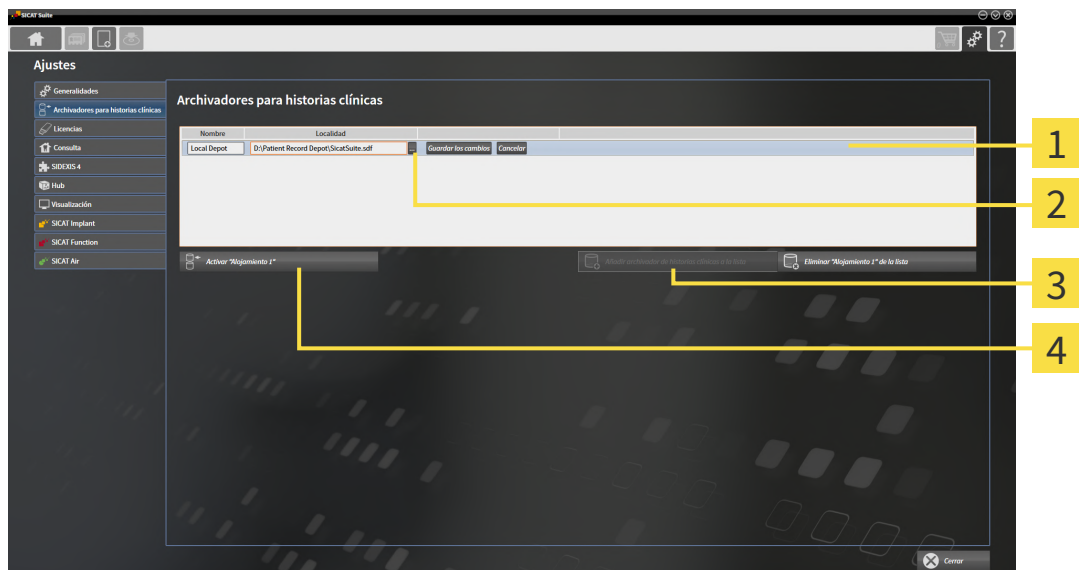 SICAT Suite
?
Ajustes
Generalidades
Archivadores para historias clínicas
Licencias
Consulta
SIDEXIS 4
Hub
Visualización
SICAT Implant
SICAT Function
SICAT Air
Archivadores para historias clínicas
Nombre Localidad
Local Depot D:\Patient Record Depot\SicatSuite.sdf ... Guardar los cambios Cancelar
Activar "Alojamiento 1"
Añadir archivador de historias clínicas a la lista
Eliminar "Alojamiento 1" de la lista
Cerrar
1
2
3
4